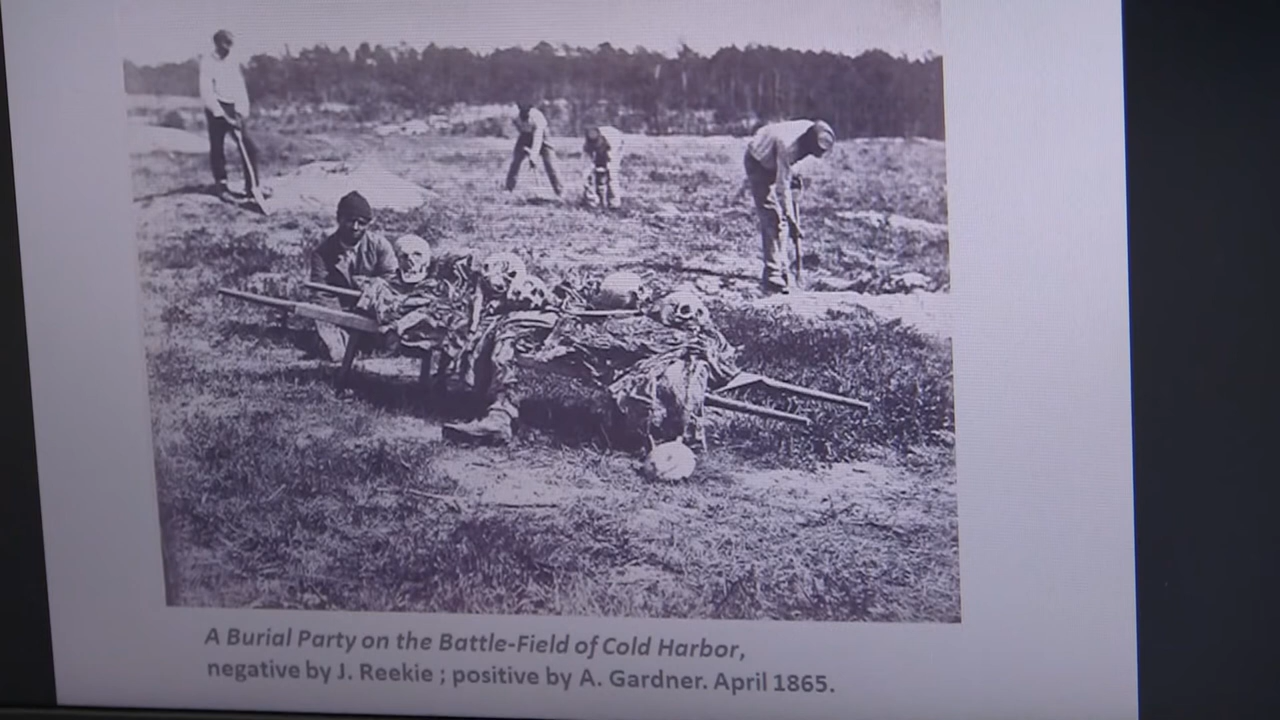 A Burial Party on the Battle-Field of Cold Harbor,
negative by J. Reekie ; positive by A. Gardner. April 1865.